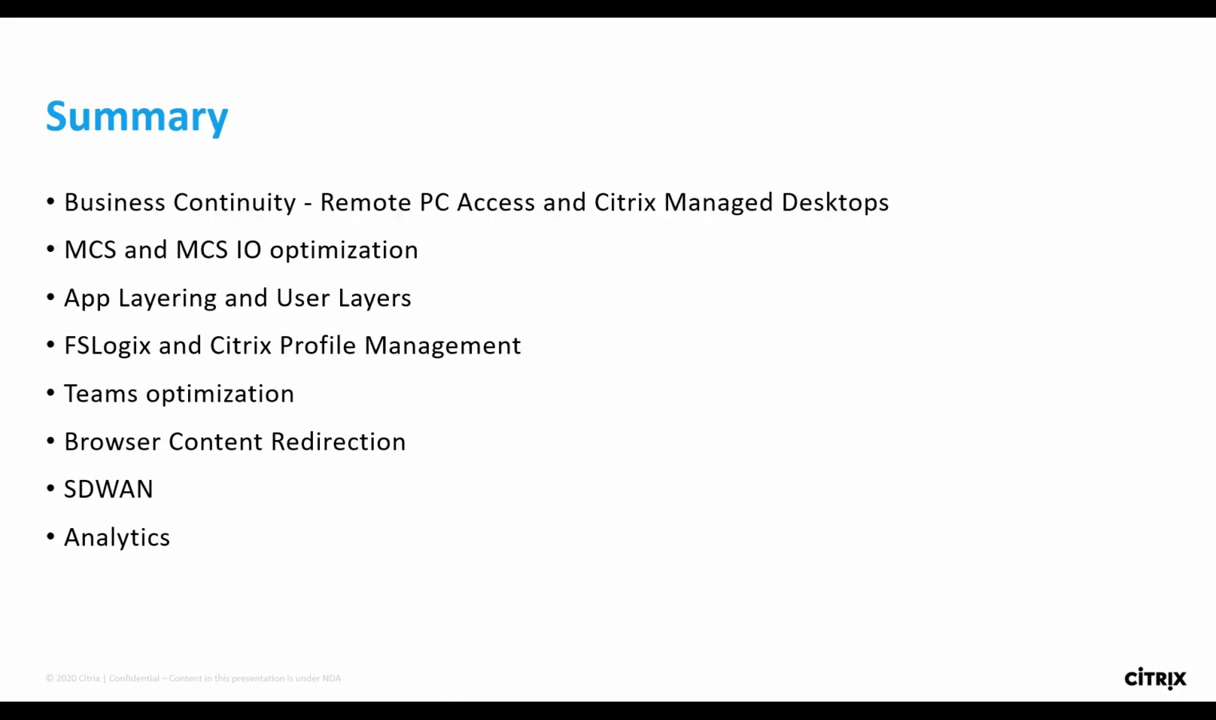 Summary
• Business Continuity - Remote PC Access and Citrix Managed Desktops
• MCS and MCS IO optimization
• App Layering and User Layers
• FSLogix and Citrix Profile Management
• Teams optimization
• Browser Content Redirection
• SDWAN
• Analytics
© 2020 Citrix | Confidential – Content in this presentation is under NDA
CITRIX